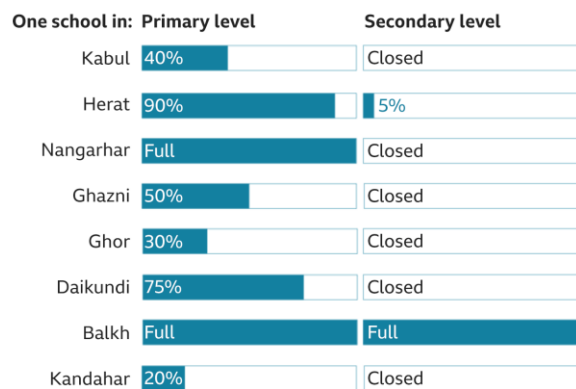 One school in: Primary level Secondary level
Kabul 40% Closed
Herat 90% 5%
Nangarhar Full Closed
Ghazni 50% Closed
Ghor 30% Closed
Daikundi 75% Closed
Balkh Full Full
Kandahar 20% Closed